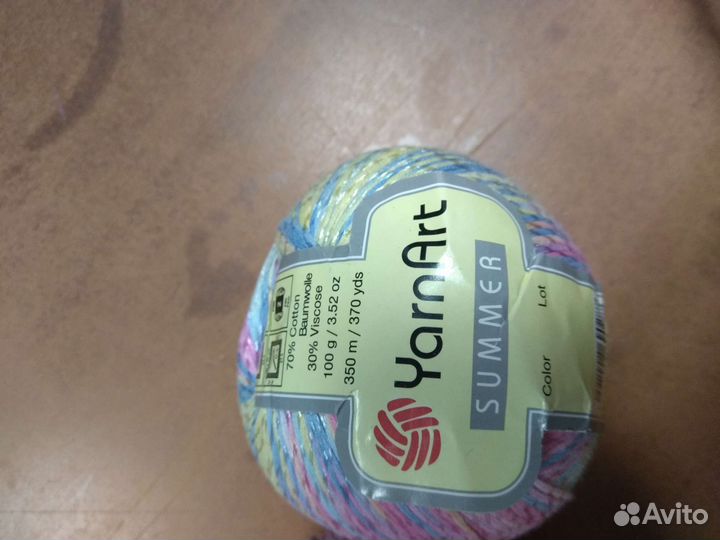 YarnArt
SUMMER
Color
Lot
70% Cotton
Baumwolle
30% Viscose
100 g / 3.52 oz
350 m / 370 yds
Avito